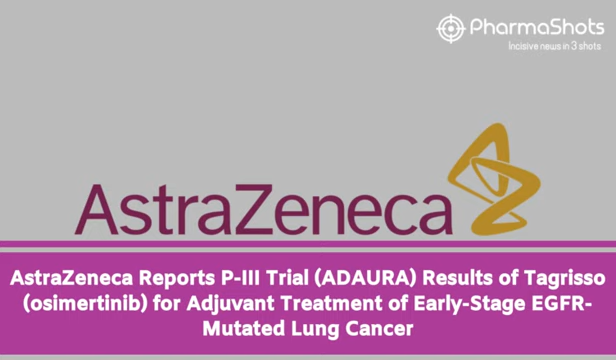 PharmaShots
Incisive news in 3 shots
AstraZeneca
AstraZeneca Reports P-III Trial (ADAURA) Results of Tagrisso
(osimertinib) for Adjuvant Treatment of Early-Stage EGFR-
Mutated Lung Cancer